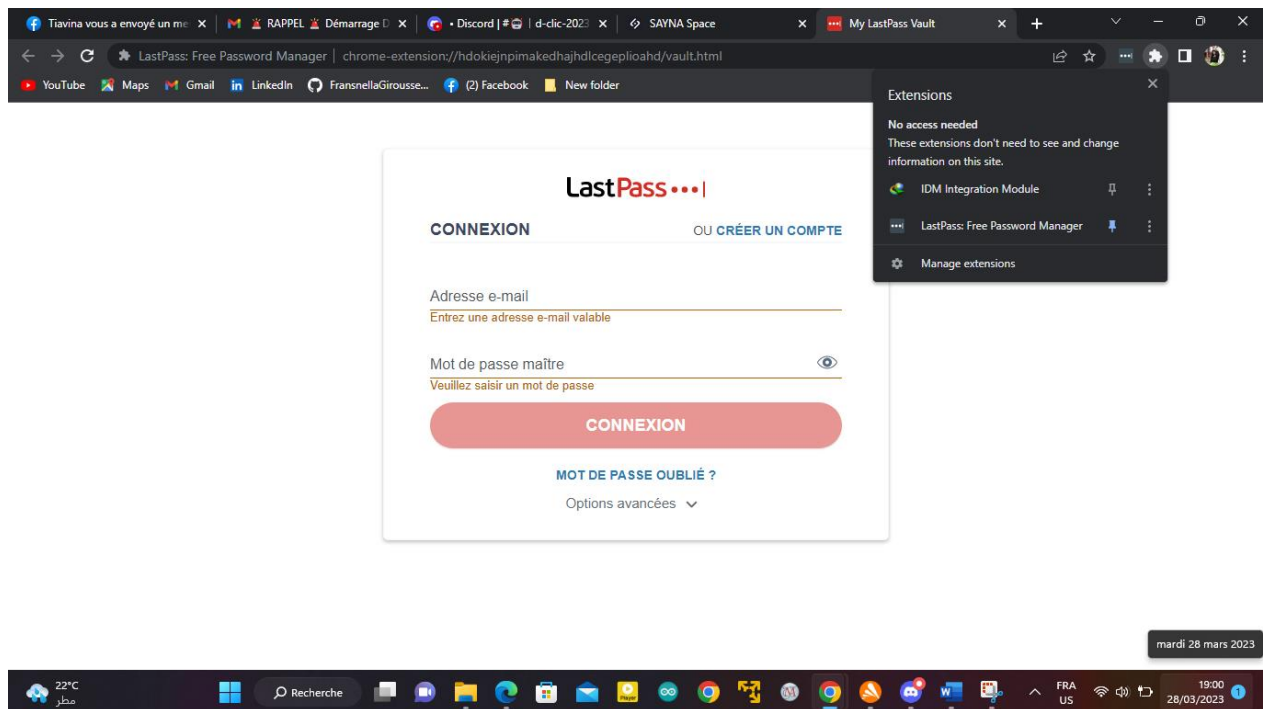 Tiavina vous a envoyé un me
RAPPEL Démarrage D
• Discord | # | d-clic-2023
SAYNA Space
My LastPass Vault
LastPass: Free Password Manager | chrome-extension://hdokiejnpimakedhajhdlcegeplioahd/vault.html
YouTube
Maps
Gmail
LinkedIn
FransnellaGirousse...
(2) Facebook
New folder
Extensions
No access needed
These extensions don't need to see and change
information on this site.
IDM Integration Module
LastPass: Free Password Manager
Manage extensions
LastPass
CONNEXION
OU CRÉER UN COMPTE
Adresse e-mail
Entrez une adresse e-mail valable
Mot de passe maître
Veuillez saisir un mot de passe
CONNEXION
MOT DE PASSE OUBLIÉ ?
Options avancées
mardi 28 mars 2023
22°C
مطر
Recherche
FRA
US
19:00
28/03/2023
1